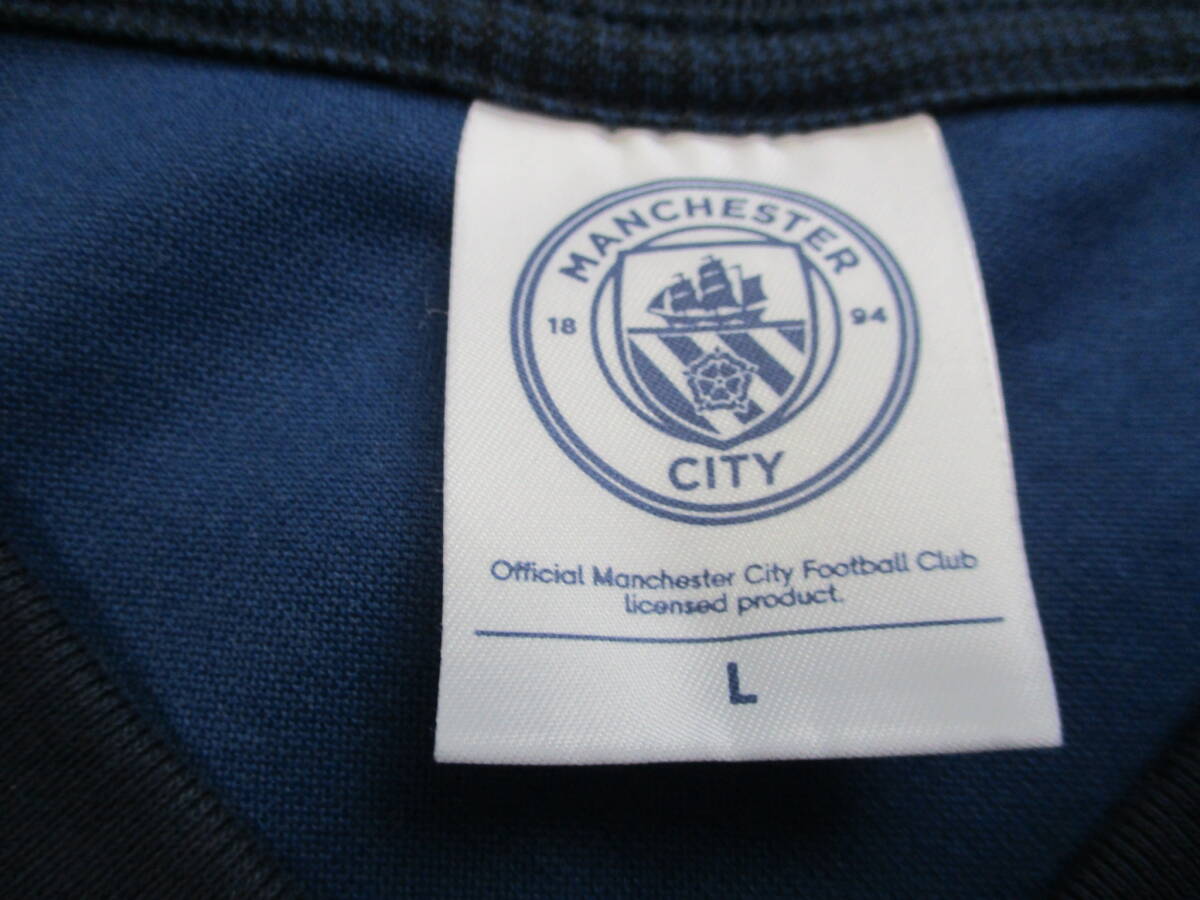 MANCHESTER
18 94
CITY
Official Manchester City Football Club
licensed product.
L